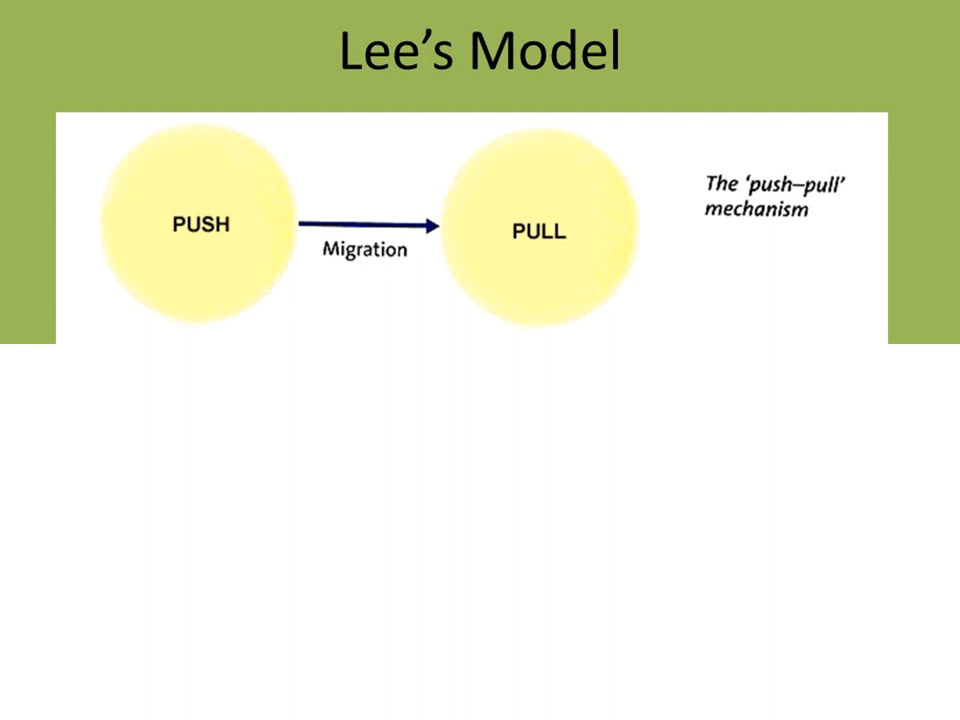 Lee’s Model
PUSH
Migration
PULL
The ‘push–pull’
mechanism